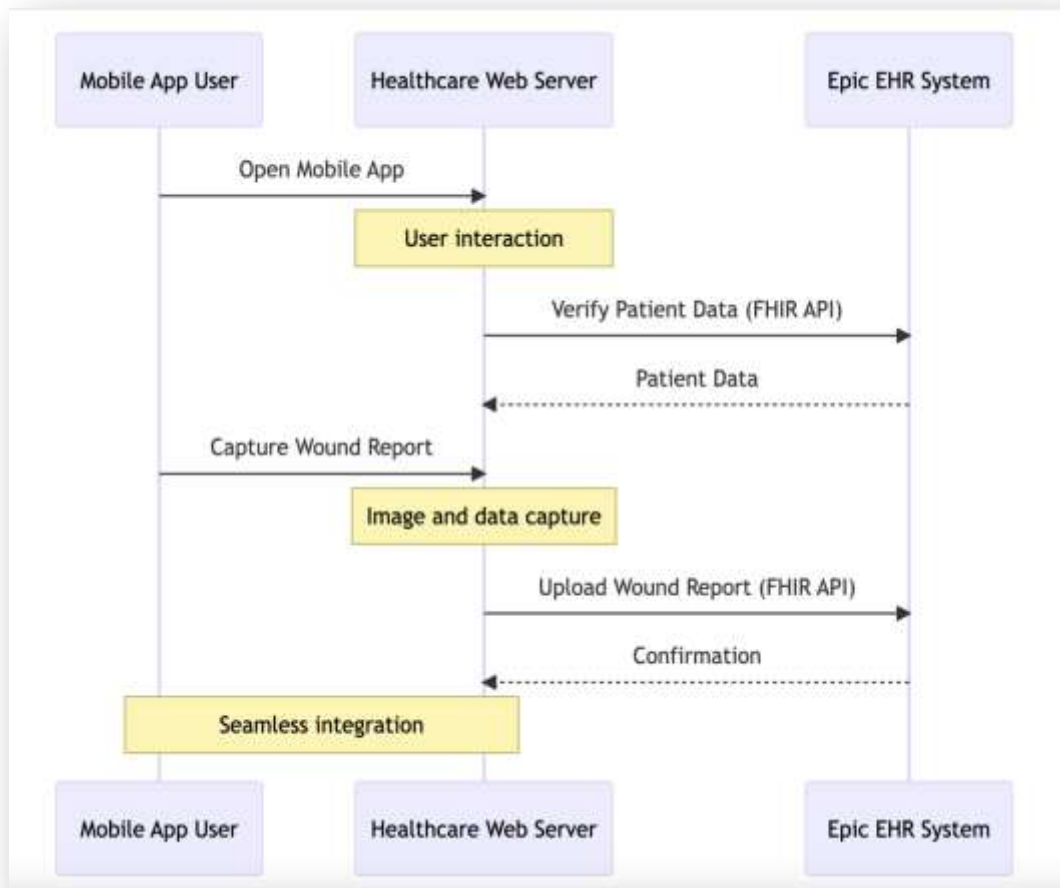 Mobile App User
Healthcare Web Server
Epic EHR System
Open Mobile App
User interaction
Verify Patient Data (FHIR API)
Patient Data
Capture Wound Report
Image and data capture
Upload Wound Report (FHIR API)
Confirmation
Seamless integration
Mobile App User
Healthcare Web Server
Epic EHR System